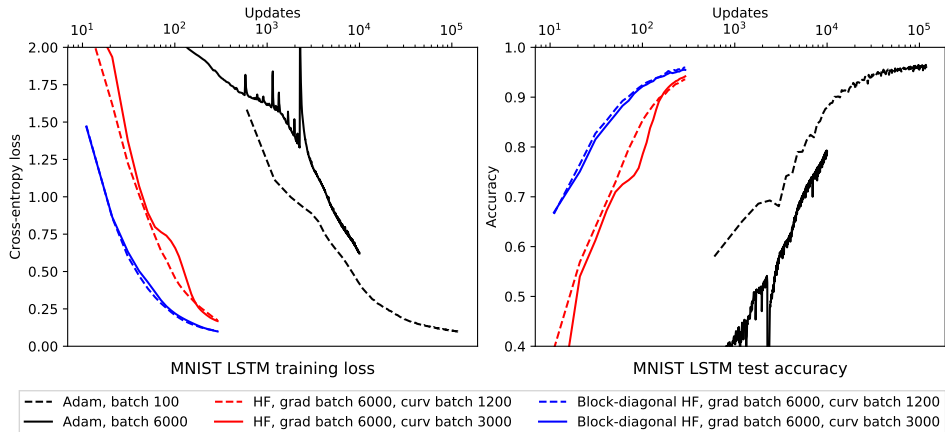 Updates
10¹ 10² 10³ 10⁴ 10⁵
2.00
1.75
1.50
1.25
1.00
0.75
0.50
0.25
0.00
Cross-entropy loss
MNIST LSTM training loss
Updates
10¹ 10² 10³ 10⁴ 10⁵
1.0
0.9
0.8
0.7
0.6
0.5
0.4
Accuracy
MNIST LSTM test accuracy
Adam, batch 100
Adam, batch 6000
HF, grad batch 6000, curv batch 1200
HF, grad batch 6000, curv batch 3000
Block-diagonal HF, grad batch 6000, curv batch 1200
Block-diagonal HF, grad batch 6000, curv batch 3000